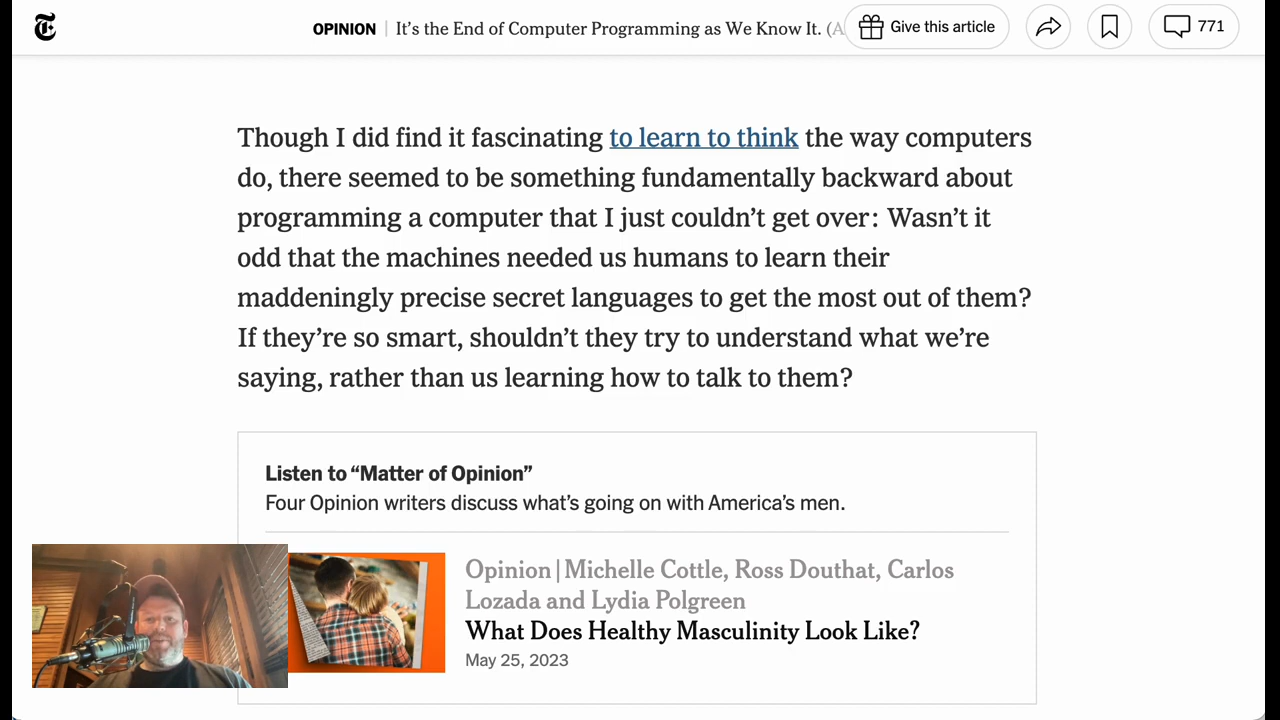 OPINION | It's the End of Computer Programming as We Know It. (A
Give this article
771
Though I did find it fascinating to learn to think the way computers
do, there seemed to be something fundamentally backward about
programming a computer that I just couldn't get over: Wasn't it
odd that the machines needed us humans to learn their
maddeningly precise secret languages to get the most out of them?
If they're so smart, shouldn't they try to understand what we're
saying, rather than us learning how to talk to them?
Listen to “Matter of Opinion”
Four Opinion writers discuss what's going on with America's men.
Opinion | Michelle Cottle, Ross Douthat, Carlos
Lozada and Lydia Polgreen
What Does Healthy Masculinity Look Like?
May 25, 2023